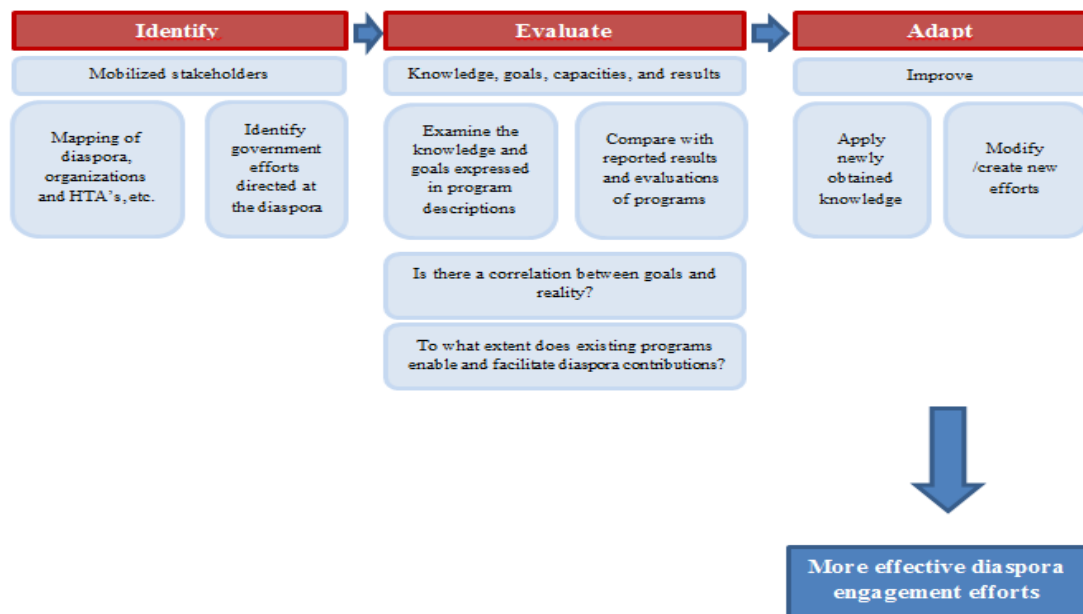 Identify
Evaluate
Adapt
Mobilized stakeholders
Knowledge, goals, capacities, and results
Improve
Mapping of
diaspora,
organizations
and HTA's, etc.
Identify
government
efforts
directed at
the diaspora
Examine the
knowledge and
goals expressed
in program
descriptions
Compare with
reported results
and evaluations
of programs
Apply
newly
obtained
knowledge
Modify
/create new
efforts
Is there a correlation between goals and
reality?
To what extent does existing programs
enable and facilitate diaspora contributions?
More effective diaspora
engagement efforts